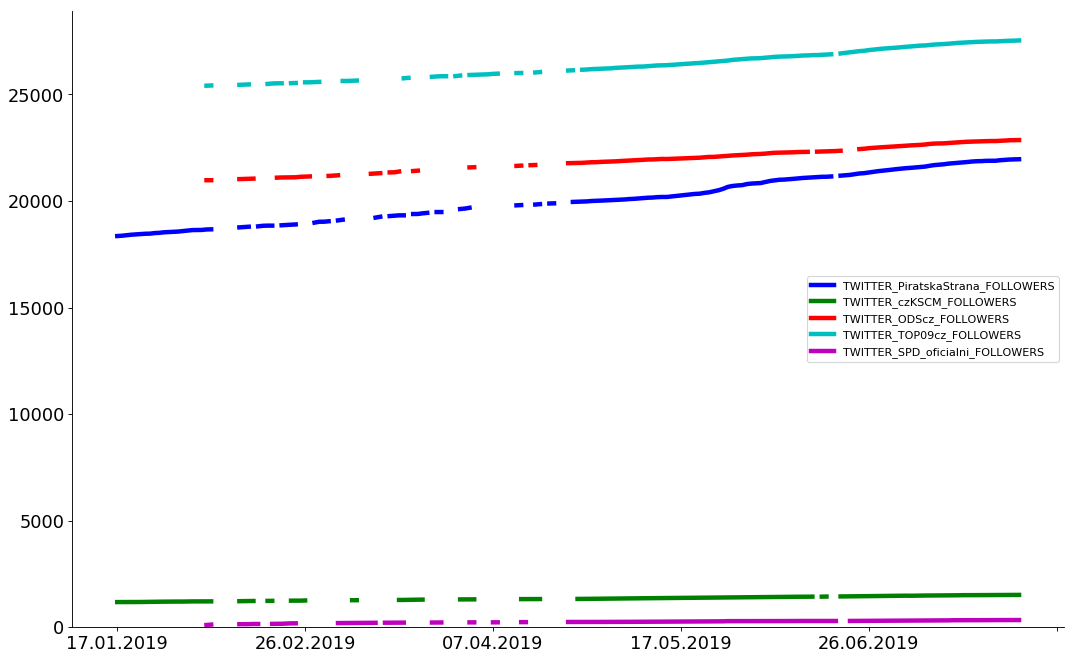 25000
20000
15000
10000
5000
0
TWITTER_PiratskaStrana_FOLLOWERS
TWITTER_czKSCM_FOLLOWERS
TWITTER_ODScz_FOLLOWERS
TWITTER_TOP09cz_FOLLOWERS
TWITTER_SPD_oficialni_FOLLOWERS
17.01.2019 26.02.2019 07.04.2019 17.05.2019 26.06.2019